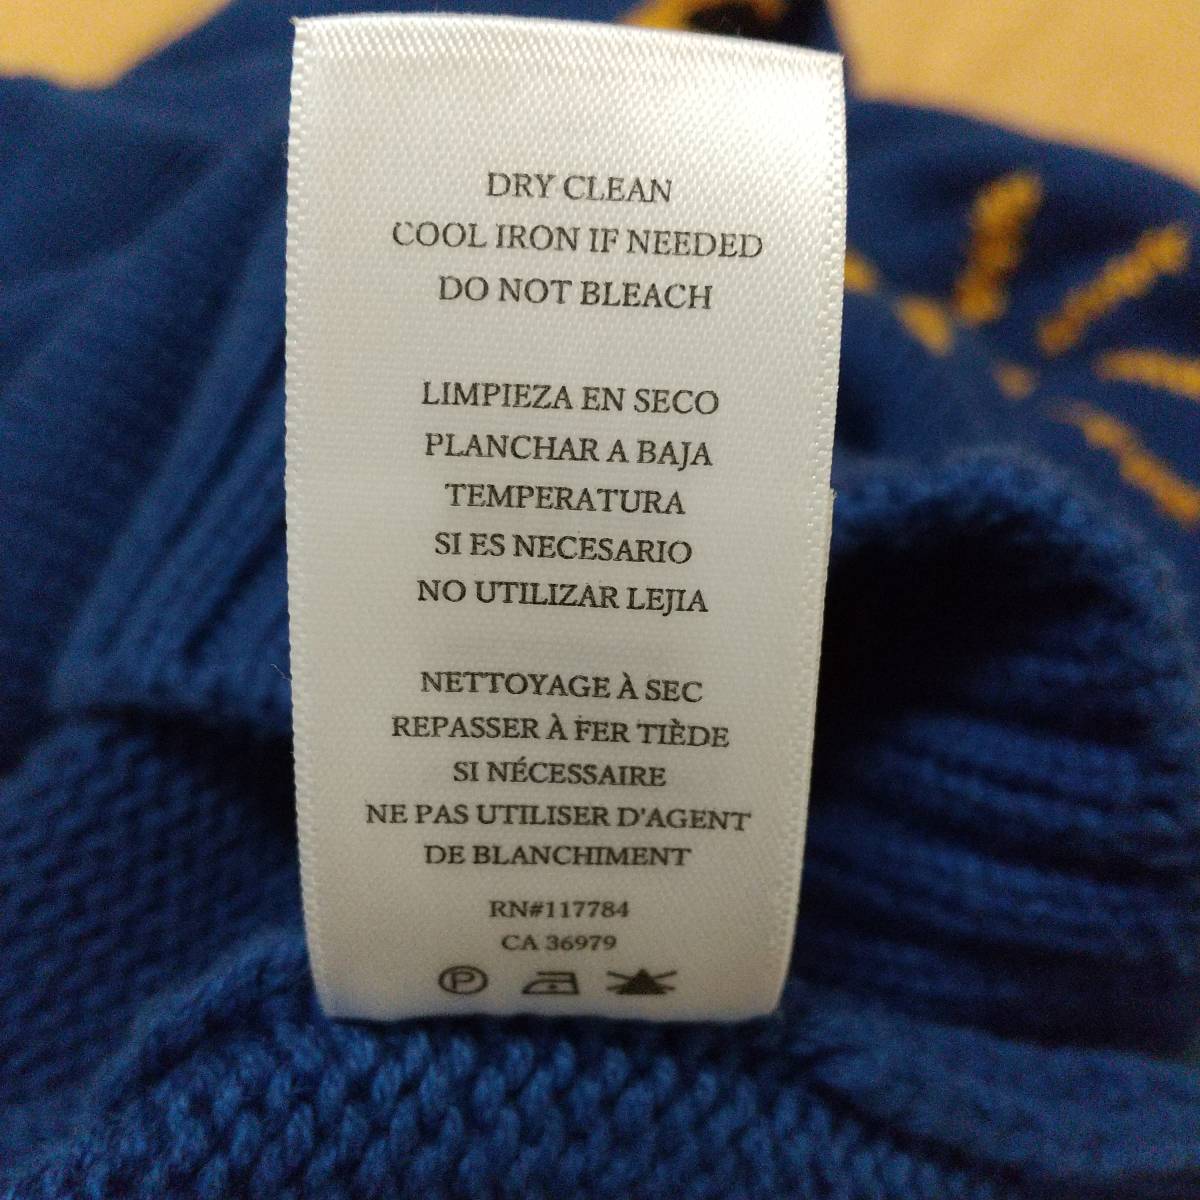 DRY CLEAN
COOL IRON IF NEEDED
DO NOT BLEACH
LIMPIEZA EN SECO
PLANCHAR A BAJA
TEMPERATURA
SI ES NECESARIO
NO UTILIZAR LEJIA
NETTOYAGE À SEC
REPASSER À FER TIÈDE
SI NÉCESSAIRE
NE PAS UTILISER D'AGENT
DE BLANCHIMENT
RN#117784
CA 36979
P